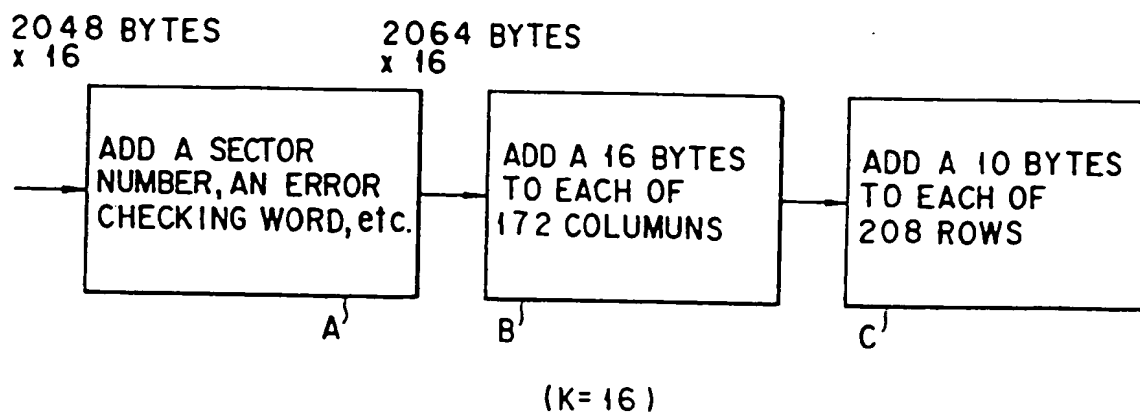 2048 BYTES
x 16
2064 BYTES
x 16
ADD A SECTOR
NUMBER, AN ERROR
CHECKING WORD, etc.
ADD A 16 BYTES
TO EACH OF
172 COLUMUNS
ADD A 10 BYTES
TO EACH OF
208 ROWS
A
B
C
(K=16)